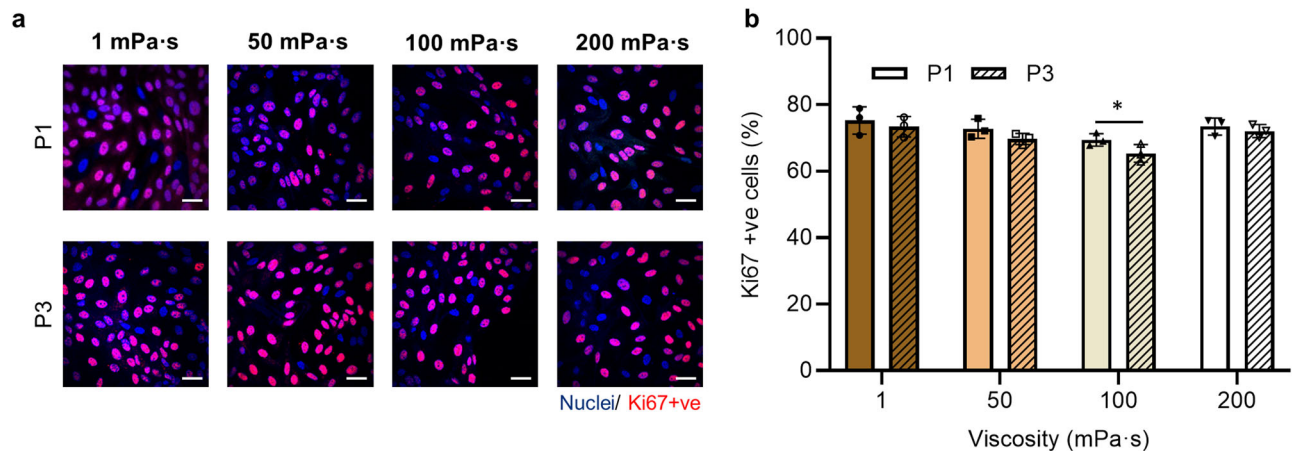 a
1 mPa·s 50 mPa·s 100 mPa·s 200 mPa·s
P1
P3
Nuclei/ Ki67+ve
b
Ki67 +ve cells (%)
100
80
60
40
20
0
P1 P3
*
1 50 100 200
Viscosity (mPa·s)